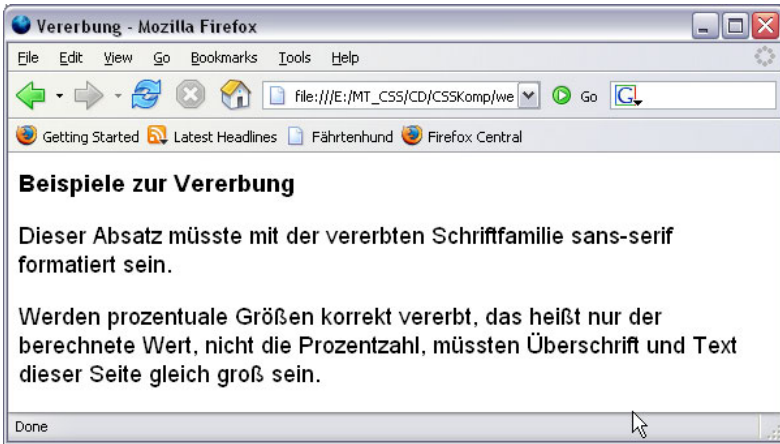 Vererbung - Mozilla Firefox
File Edit View Go Bookmarks Tools Help
file:///E:/MT_CSS/CD/CSSKomp/we Go G
Getting Started Latest Headlines Fährtenhund Firefox Central
Beispiele zur Vererbung
Dieser Absatz müsste mit der vererbten Schriftfamilie sans-serif
formatiert sein.
Werden prozentuale Größen korrekt vererbt, das heißt nur der
berechnete Wert, nicht die Prozentzahl, müssten Überschrift und Text
dieser Seite gleich groß sein.
Done